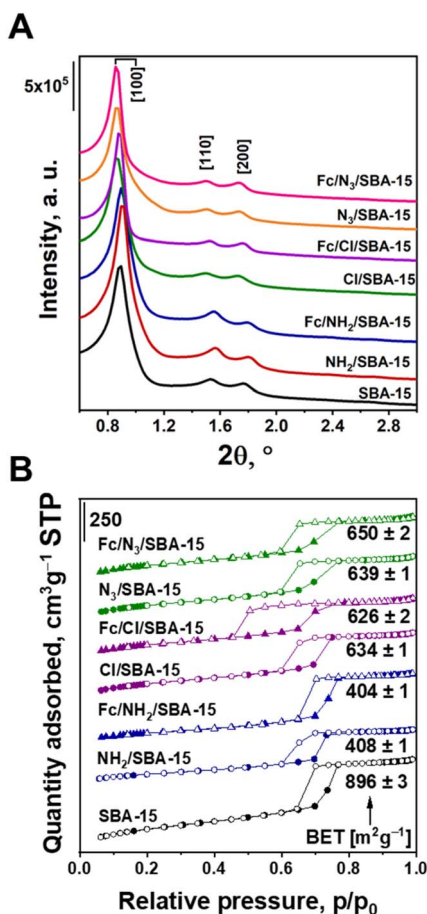 A
5x10⁵
[100]
[110]
[200]
Fc/N₃/SBA-15
N₃/SBA-15
Fc/Cl/SBA-15
Cl/SBA-15
Fc/NH₂/SBA-15
NH₂/SBA-15
SBA-15
Intensity, a. u.
0.8 1.2 1.6 2.0 2.4 2.8
2θ, °
B
250
Fc/N₃/SBA-15
650 ± 2
N₃/SBA-15
639 ± 1
Fc/Cl/SBA-15
626 ± 2
Cl/SBA-15
634 ± 1
Fc/NH₂/SBA-15
404 ± 1
NH₂/SBA-15
408 ± 1
SBA-15
896 ± 3
BET [m²g⁻¹]
Quantity adsorbed, cm³g⁻¹ STP
0.0 0.2 0.4 0.6 0.8 1.0
Relative pressure, p/p₀